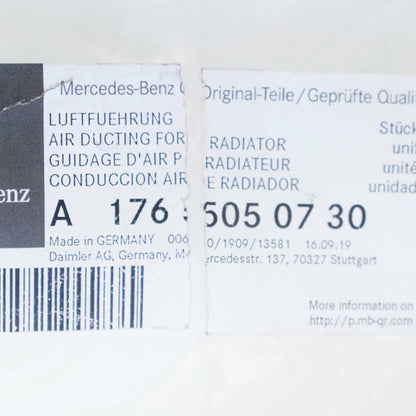 Mercedes-Benz Original-Teile/Geprüfte Qualit
LUFTFUEHRUNG Stück
AIR DUCTING FOR RADIATOR unit
GUIDAGE D'AIR P RADIATEUR unité
CONDUCCION AIR RADIADOR unidad
enz
A 176 505 07 30
Made in GERMANY 006 0/1909/13581 16.09.19
Daimler AG, Germany, M ercedesstr. 137, 70327 Stuttgart
More information on
http://p.mb-qr.com